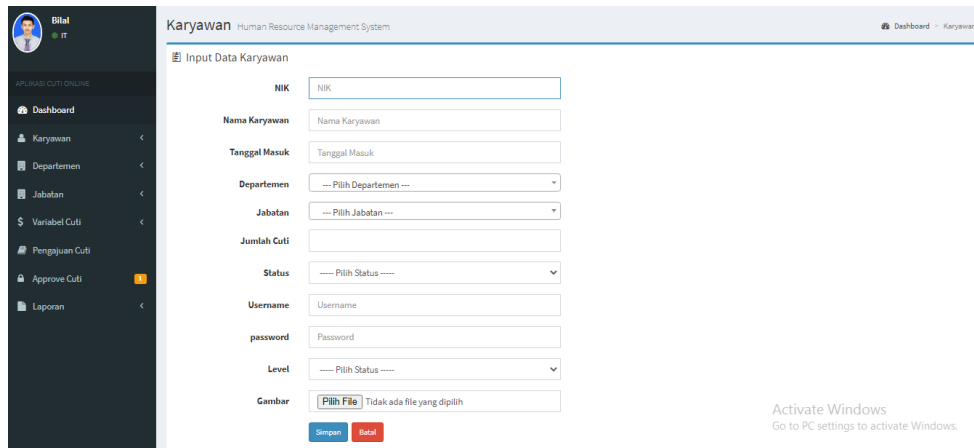 Bilal
IT
APLIKASI CUTI ONLINE
Dashboard
Karyawan
Departemen
Jabatan
Variabel Cuti
Pengajuan Cuti
Approve Cuti 1
Laporan
Karyawan Human Resource Management System
Dashboard > Karyawan
Input Data Karyawan
NIK NIK
Nama Karyawan Nama Karyawan
Tanggal Masuk Tanggal Masuk
Departemen --- Pilih Departemen ---
Jabatan --- Pilih Jabatan ---
Jumlah Cuti
Status ----- Pilih Status -----
Username Username
password Password
Level ----- Pilih Status -----
Gambar Pilih File Tidak ada file yang dipilih
Simpan Batal
Activate Windows
Go to PC settings to activate Windows.